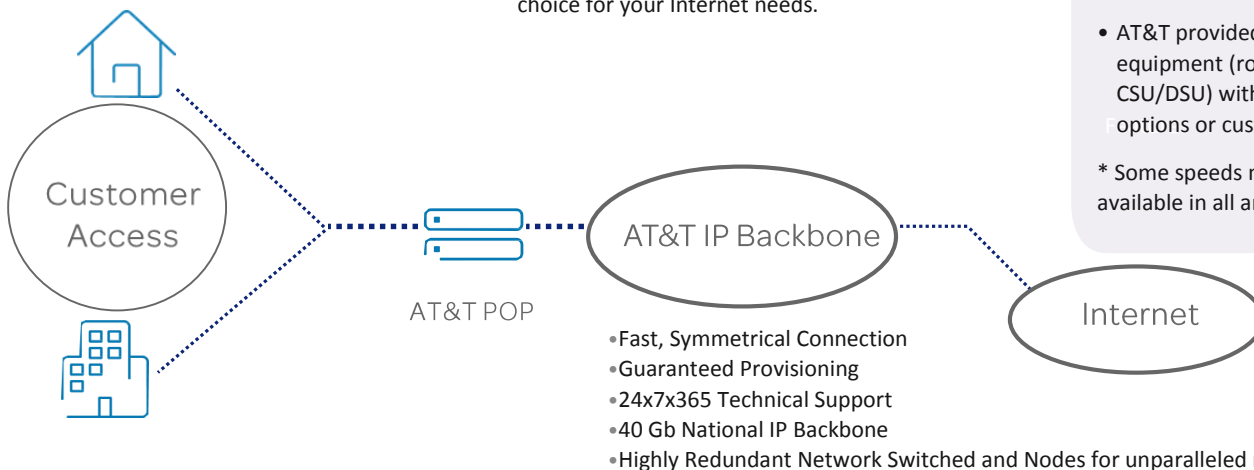 choice for your Internet needs.
• AT&T provided
equipment (ro
CSU/DSU) with
options or cus
* Some speeds
available in all
Customer
Access
AT&T POP
AT&T IP Backbone
Internet
•Fast, Symmetrical Connection
•Guaranteed Provisioning
•24x7x365 Technical Support
•40 Gb National IP Backbone
•Highly Redundant Network Switched and Nodes for unparalleled